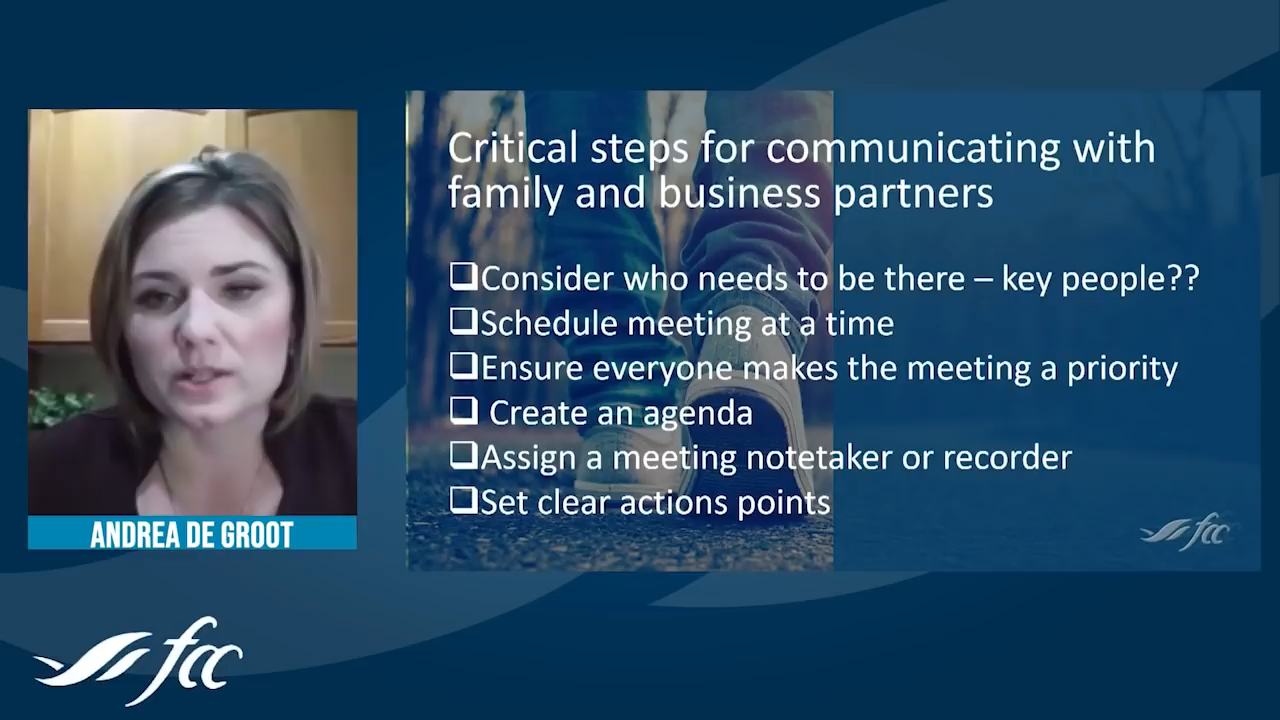 Critical steps for communicating with
family and business partners
❑Consider who needs to be there – key people??
❑Schedule meeting at a time
❑Ensure everyone makes the meeting a priority
❑ Create an agenda
❑Assign a meeting notetaker or recorder
❑Set clear actions points
fcc
ANDREA DE GROOT
fcc